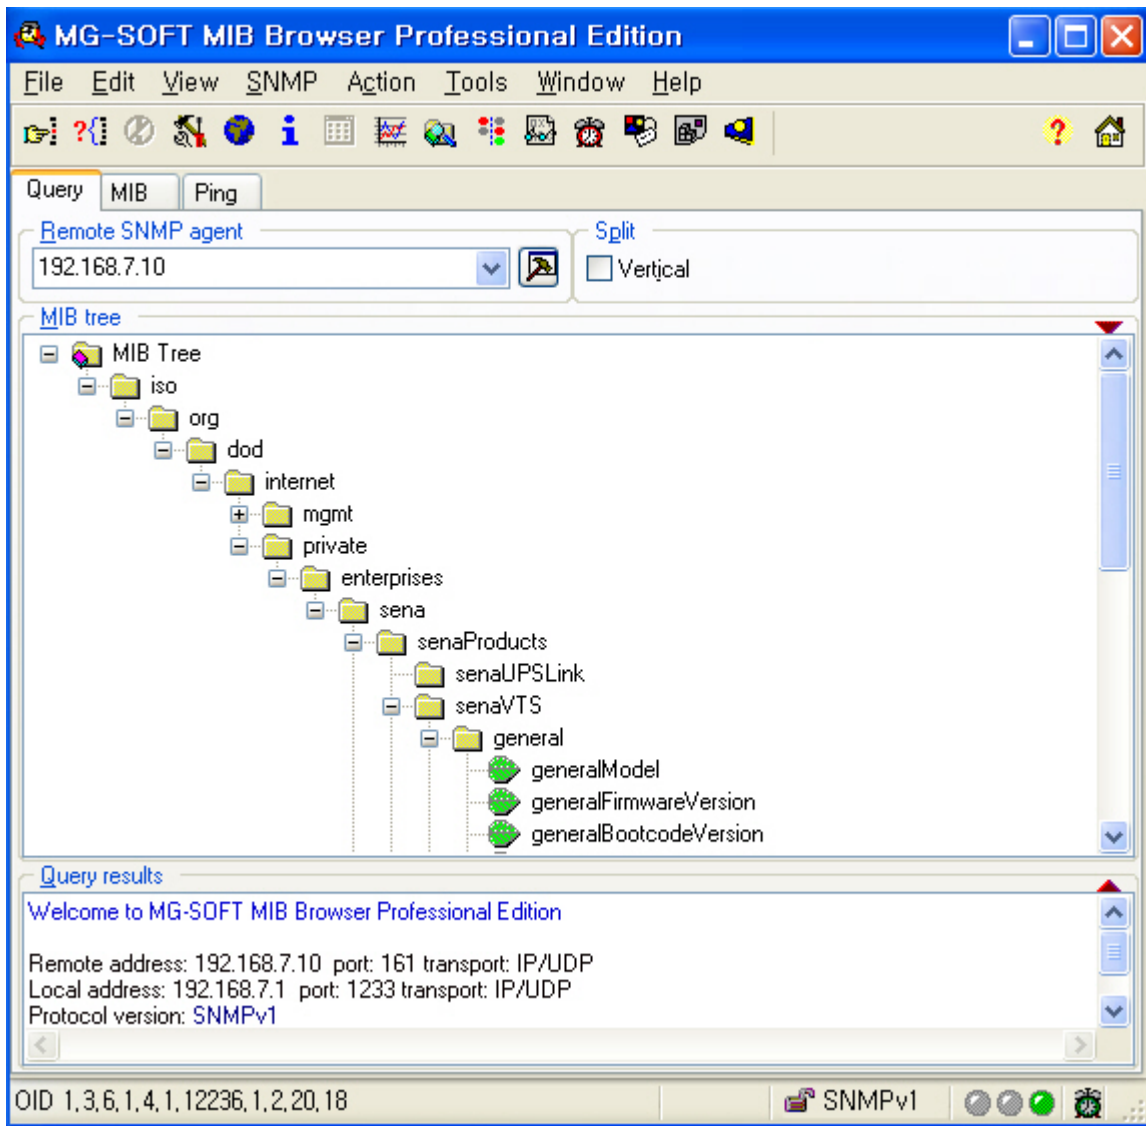 MG-SOFT MIB Browser Professional Edition
File Edit View SNMP Action Tools Window Help
Query MIB Ping
Remote SNMP agent
Split
192.168.7.10
Vertical
MIB tree
MIB Tree
iso
org
dod
internet
mgmt
private
enterprises
sena
senaProducts
senaUPSLink
senaVTS
general
generalModel
generalFirmwareVersion
generalBootcodeVersion
Query results
Welcome to MG-SOFT MIB Browser Professional Edition
Remote address: 192.168.7.10 port: 161 transport: IP/UDP
Local address: 192.168.7.1 port: 1233 transport: IP/UDP
Protocol version: SNMPv1
OID 1,3,6,1,4,1,12236,1,2,20,18 SNMPv1